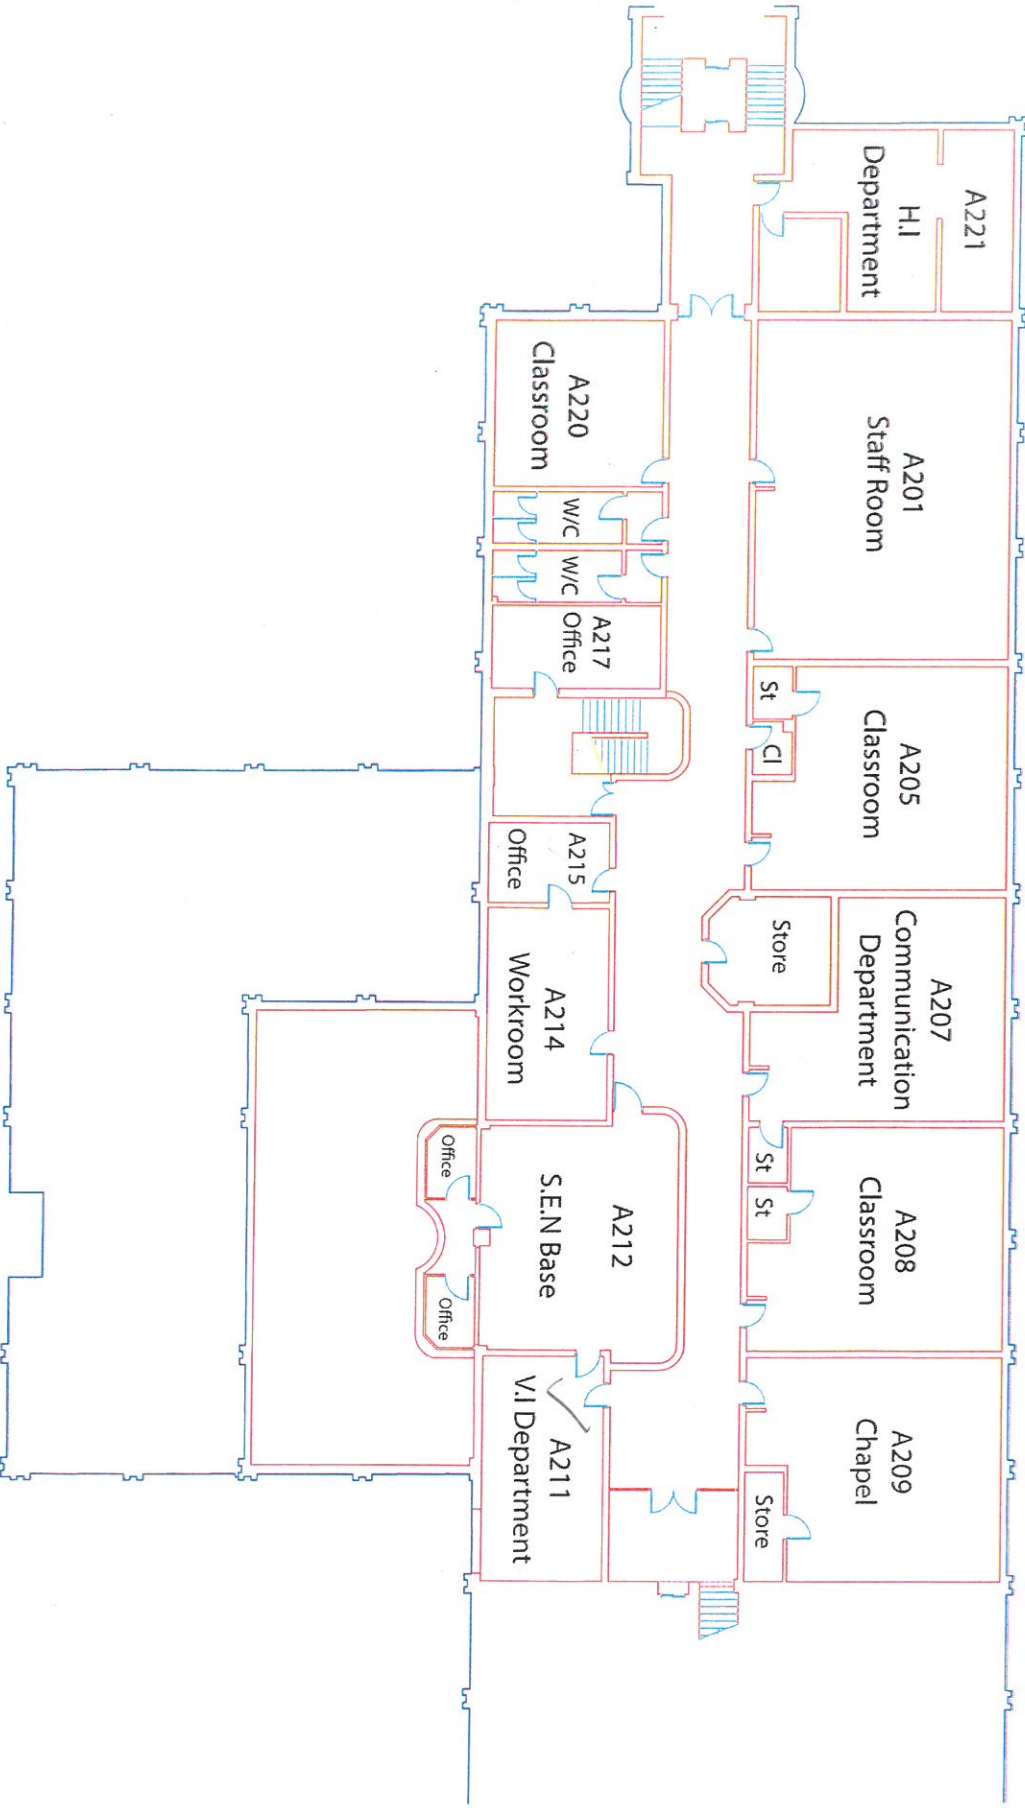 A221
H.I
Department
A201
Staff Room
A205
Classroom
St
Cl
A207
Communication
Department
Store
A208
Classroom
St
St
A209
Chapel
Store
A220
Classroom
W/C
W/C
A217
Office
A215
Office
A214
Workroom
A212
S.E.N Base
Office
Office
A211
V.I Department